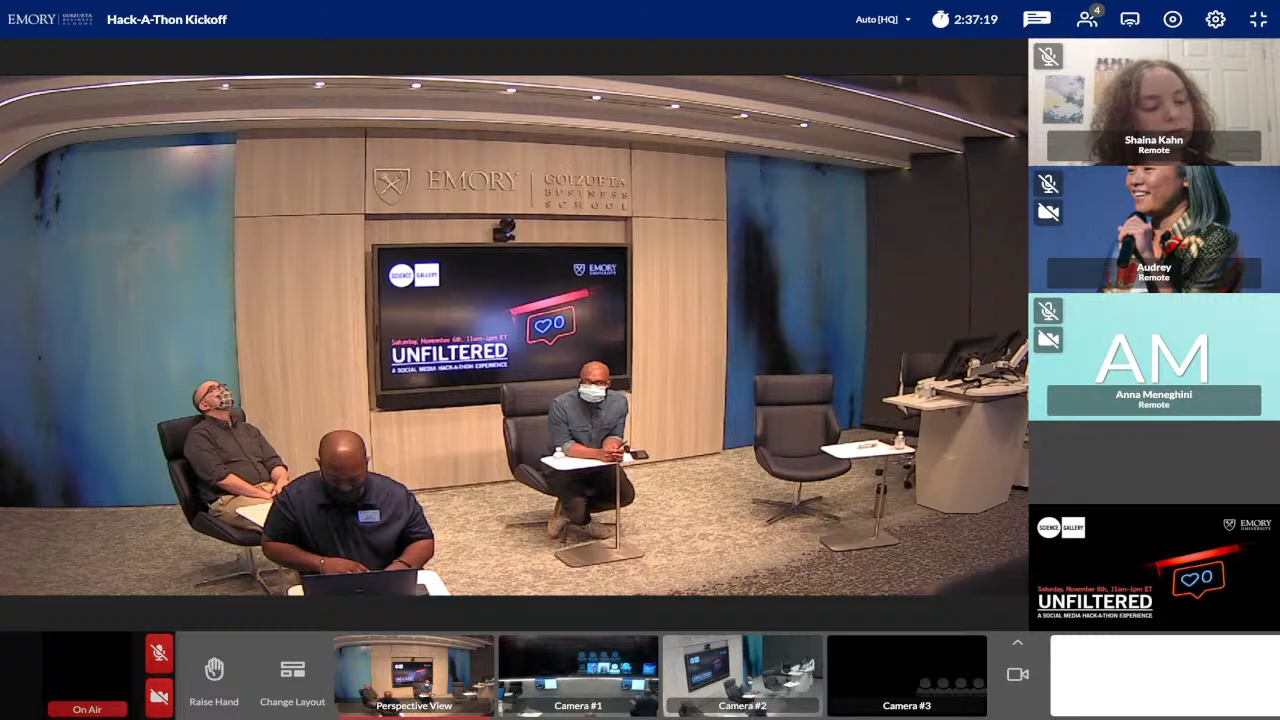 EMORY
GOIZUETA
BUSINESS
SCHOOL
Hack-A-Thon Kickoff
Auto [HQ]
2:37:19
4
EMORY
GOIZUETA
BUSINESS
SCHOOL
SCIENCE
GALLERY
EMORY
UNIVERSITY
0
Saturday, November 6th, 11am-1pm ET
UNFILTERED
A SOCIAL MEDIA HACK-A-THON EXPERIENCE
Shaina Kahn
Remote
Audrey
Remote
AM
Anna Meneghini
Remote
SCIENCE
GALLERY
EMORY
UNIVERSITY
0
Saturday, November 6th, 11am-1pm ET
UNFILTERED
A SOCIAL MEDIA HACK-A-THON EXPERIENCE
On Air
Raise Hand
Change Layout
Perspective View
Camera #1
Camera #2
Camera #3